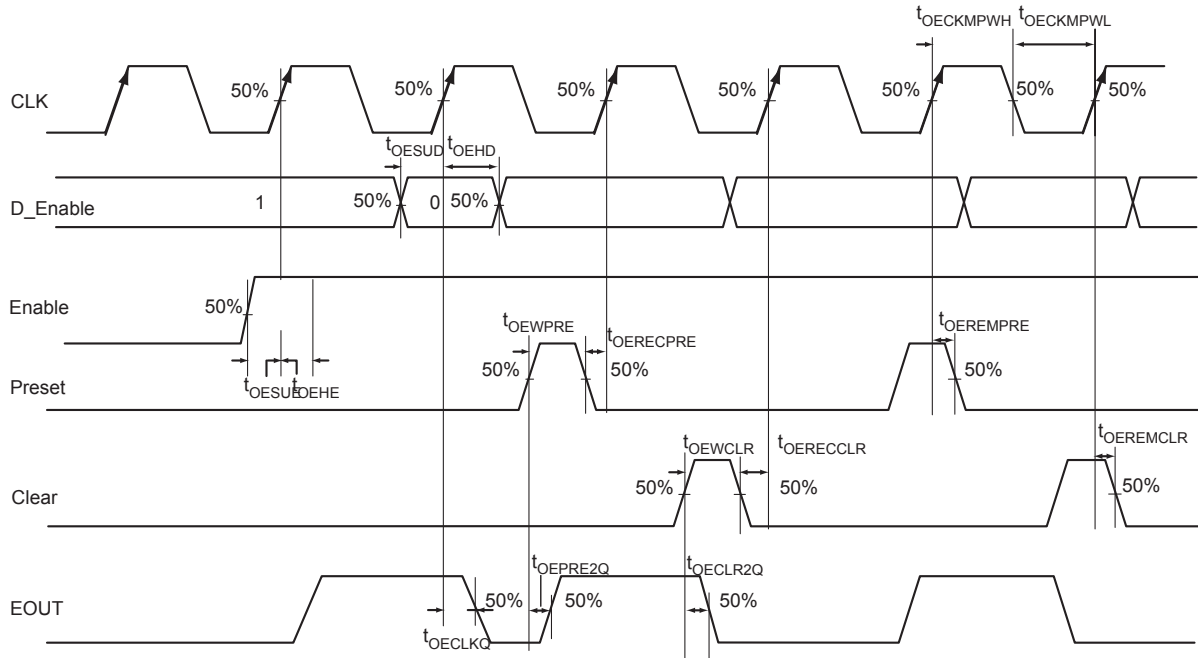 tOECKMPWH tOECKMPWL
CLK 50% 50% 50% 50% 50% 50% 50%
tOESUD tOEHD
D_Enable 1 50% 0 50%
Enable 50%
tOEWPRE tOERECPRE tOEREMPRE
Preset 50% 50% 50%
tOESUE tOEHE
tOEWCLR tOERECCLR tOEREMCLR
Clear 50% 50% 50%
tOEPRE2Q tOECLR2Q
EOUT 50% 50% 50%
tOECLKQ